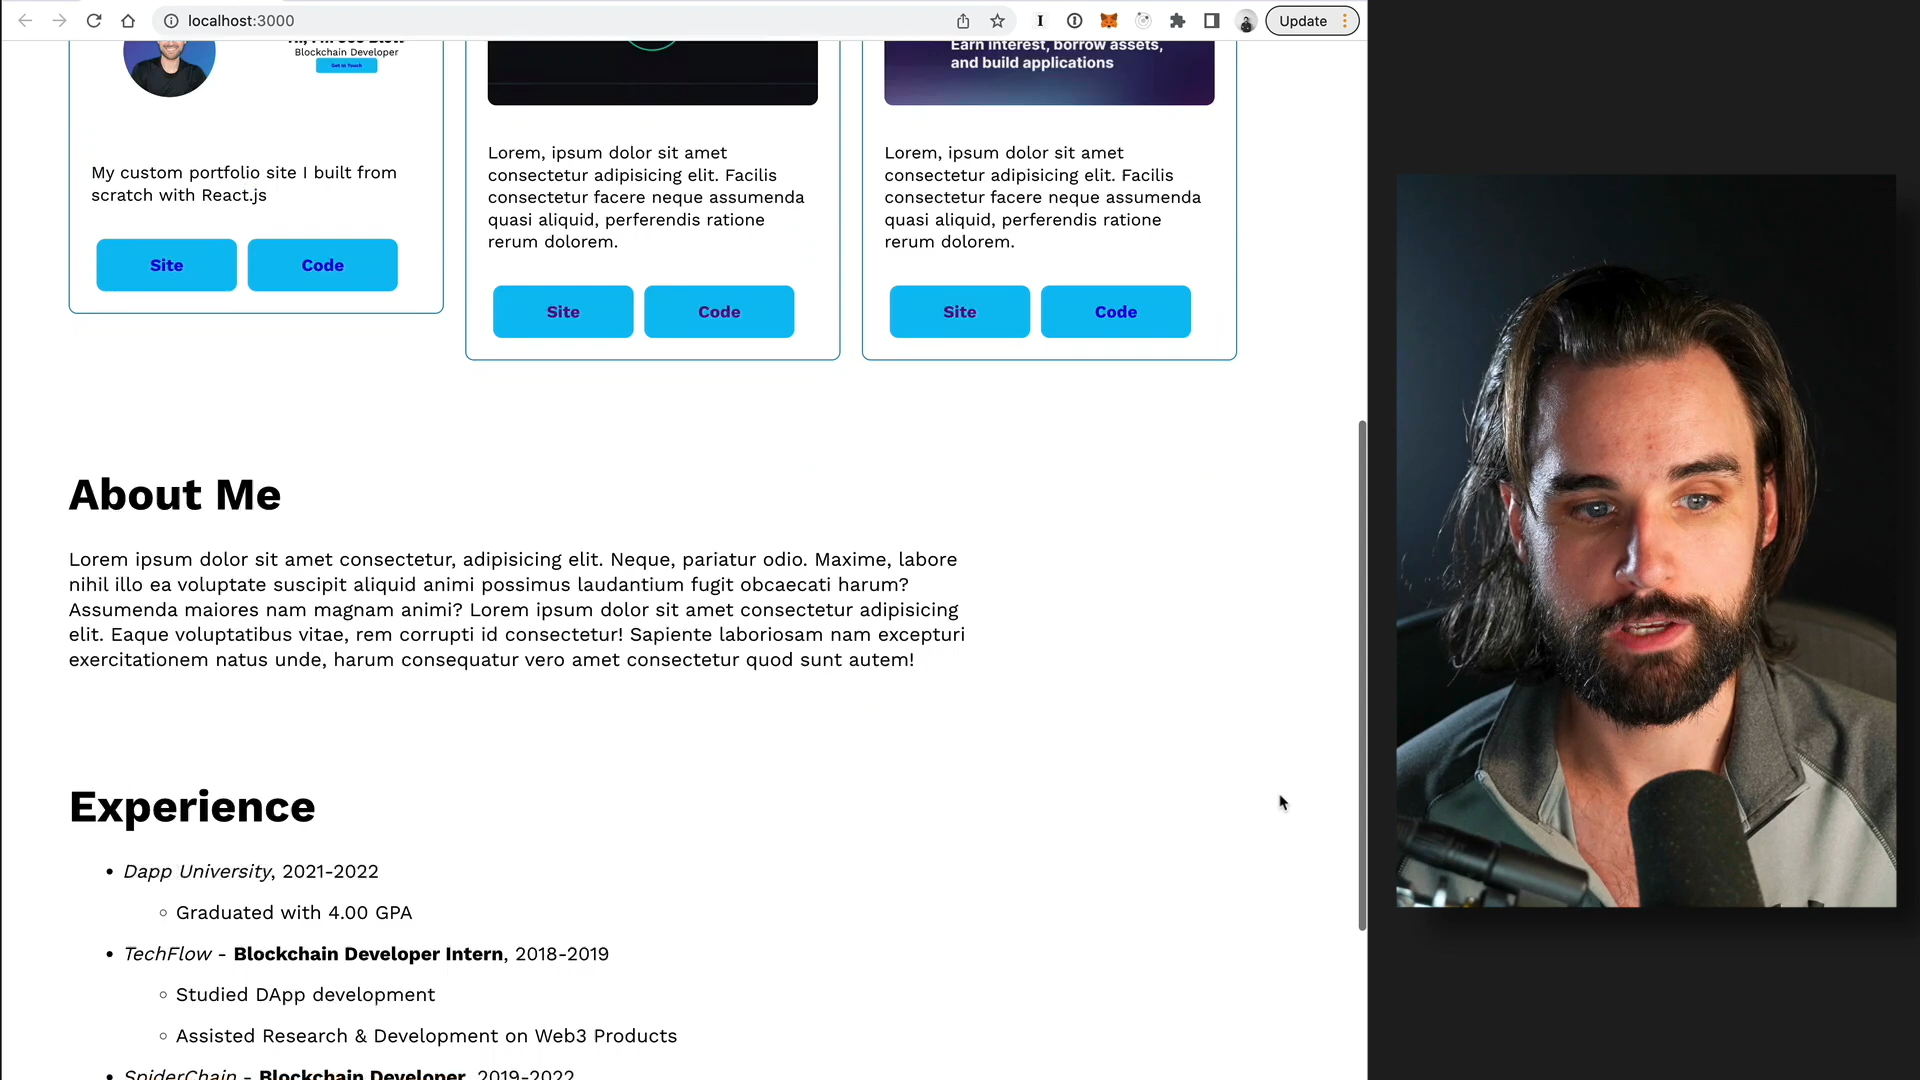 localhost:3000
Update
Blockchain Developer
Get In Touch
My custom portfolio site I built from
scratch with React.js
Site
Code
Lorem, ipsum dolor sit amet
consectetur adipisicing elit. Facilis
consectetur facere neque assumenda
quasi aliquid, perferendis ratione
rerum dolorem.
Site
Code
Earn interest, borrow assets,
and build applications
Lorem, ipsum dolor sit amet
consectetur adipisicing elit. Facilis
consectetur facere neque assumenda
quasi aliquid, perferendis ratione
rerum dolorem.
Site
Code
About Me
Lorem ipsum dolor sit amet consectetur, adipisicing elit. Neque, pariatur odio. Maxime, labore
nihil illo ea voluptate suscipit aliquid animi possimus laudantium fugit obcaecati harum?
Assumenda maiores nam magnam animi? Lorem ipsum dolor sit amet consectetur adipisicing
elit. Eaque voluptatibus vitae, rem corrupti id consectetur! Sapiente laboriosam nam excepturi
exercitationem natus unde, harum consequatur vero amet consectetur quod sunt autem!
Experience
• Dapp University, 2021-2022
◦ Graduated with 4.00 GPA
• TechFlow - Blockchain Developer Intern, 2018-2019
◦ Studied DApp development
◦ Assisted Research & Development on Web3 Products
• SpiderChain - Blockchain Developer, 2019-2022